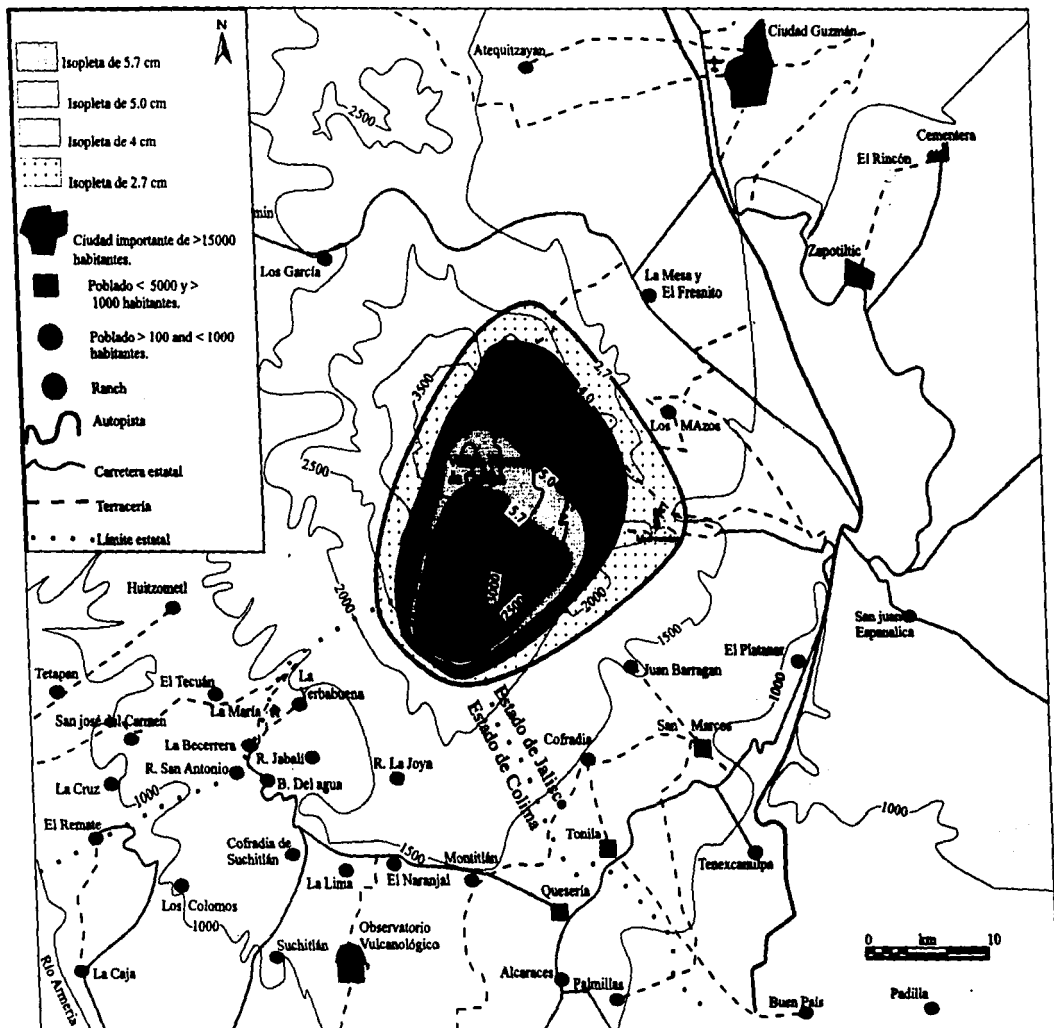 N
Isopleta de 5.7 cm
Isopleta de 5.0 cm
Isopleta de 4 cm
Isopleta de 2.7 cm
Ciudad importante de >15000
habitantes.
Poblado < 5000 y >
1000 habitantes.
Poblado > 100 and < 1000
habitantes.
Ranch
Autopista
Carretera estatal
Terracería
Límite estatal
Atequitzayan
Ciudad Guzmán
2500
Cementera
El Rincón
Zapotiltic
min
Los García
La Mesa y
El Fresnito
2.7
4.0
3500
Los MAzos
2500
5.0
5.7
3000
2500
2000
2000
1500
Huitzometl
San juan
Espanalica
El Platanar
Juan Barragan
1000
Tetapan
El Tecuán
La
Yerbabuena
La María
San josé del Carmen
La Becerrera
R. Jabalí
R. San Antonio
B. Del agua
R. La Joya
La Cruz
1000
Estado de Jalisco
Estado de Colima
Cofradia
San Marcos
1000
El Remate
Cofradia de
Suchitlán
1500
Montitlán
Tonila
La Lima
El Naranjal
Tenexcamilpa
Los Colomos
1000
Quesería
Observatorio
Vulcanológico
Suchitlán
0 km 10
La Caja
Río Armeria
Alcaraces
Palmillas
Buen País
Padilla